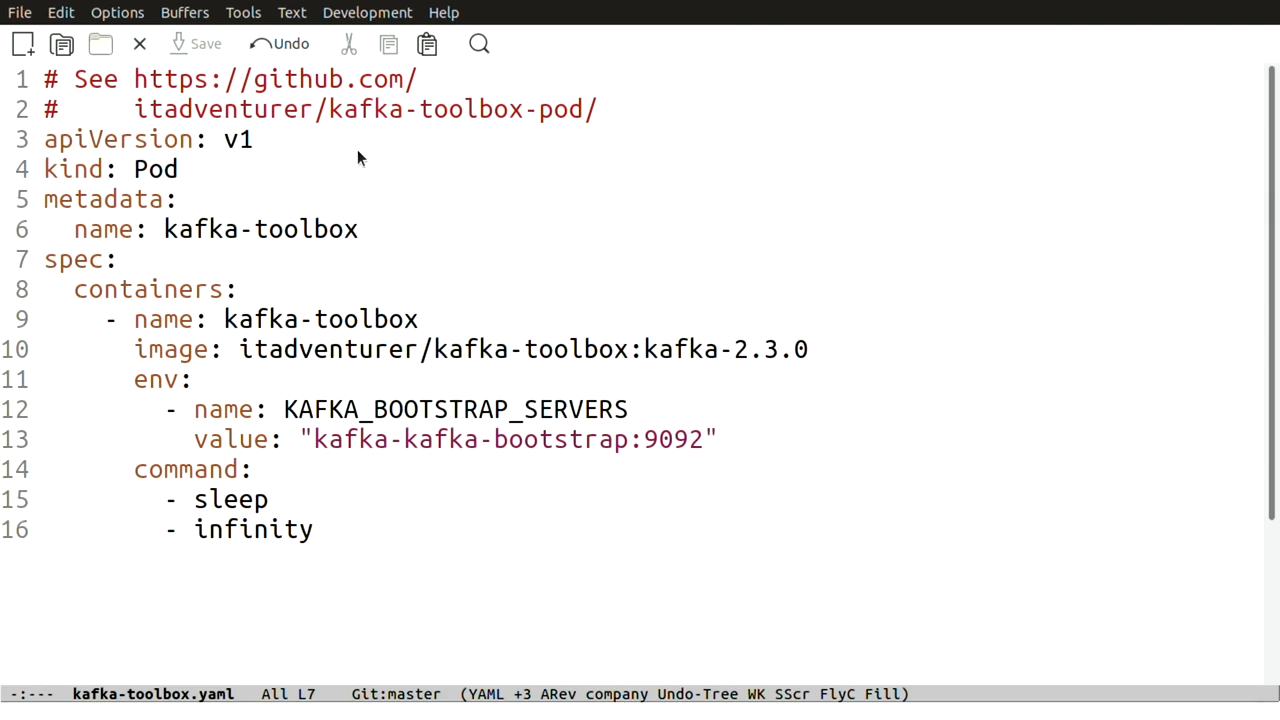 File Edit Options Buffers Tools Text Development Help
Save Undo
1 # See https://github.com/
2 #     itadventurer/kafka-toolbox-pod/
3 apiVersion: v1
4 kind: Pod
5 metadata:
6   name: kafka-toolbox
7 spec:
8   containers:
9     - name: kafka-toolbox
10       image: itadventurer/kafka-toolbox:kafka-2.3.0
11       env:
12         - name: KAFKA_BOOTSTRAP_SERVERS
13           value: "kafka-kafka-bootstrap:9092"
14       command:
15         - sleep
16         - infinity
-:---  kafka-toolbox.yaml   All L7    Git:master  (YAML +3 ARev company Undo-Tree WK SScr FlyC Fill)